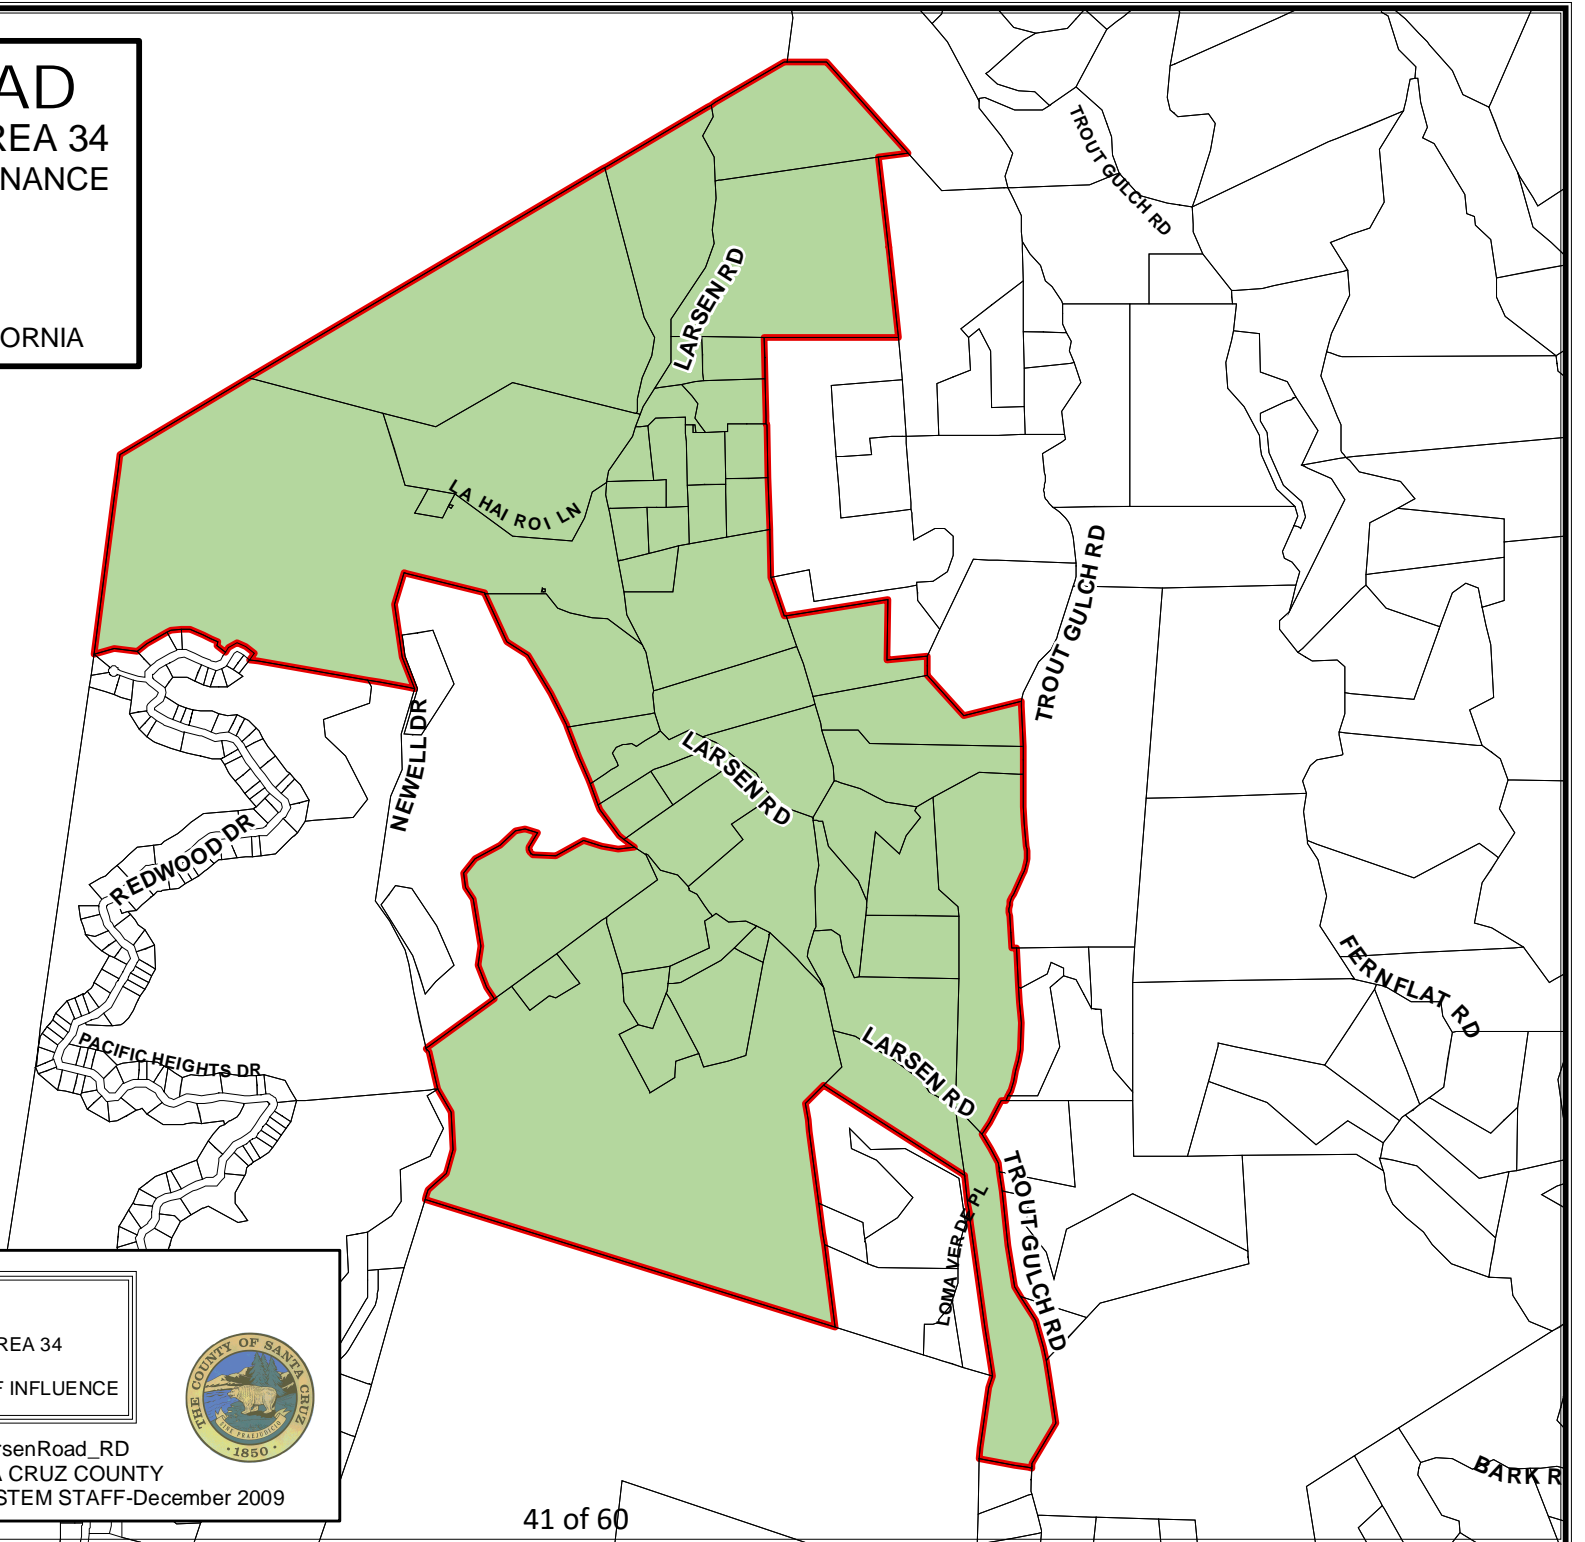 AD
REA 34
NANCE
ORNIA
TROUT GULCH RD
LARSEN RD
LA HAI ROI LN
TROUT GULCH RD
NEWELL DR
LARSEN RD
REDWOOD DR
FERN FLAT RD
PACIFIC HEIGHTS DR
LARSEN RD
TROUT GULCH RD
LOMA VERDE PL
REA 34
F INFLUENCE
THE COUNTY OF SANTA CRUZ
1850
rsenRoad_RD
A CRUZ COUNTY
STEM STAFF-December 2009
BARK R
41 of 60